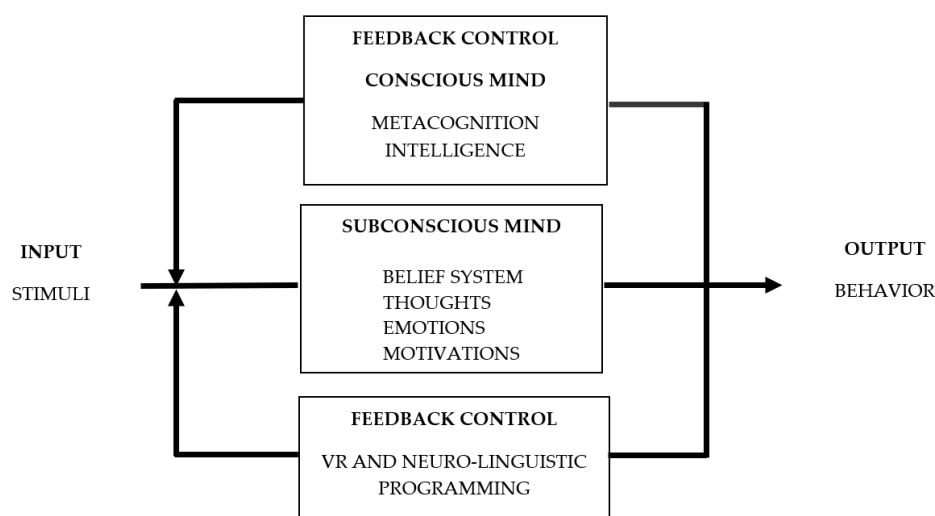 FEEDBACK CONTROL
CONSCIOUS MIND
METACOGNITION
INTELLIGENCE
INPUT
STIMULI
SUBCONSCIOUS MIND
BELIEF SYSTEM
THOUGHTS
EMOTIONS
MOTIVATIONS
OUTPUT
BEHAVIOR
FEEDBACK CONTROL
VR AND NEURO-LINGUISTIC
PROGRAMMING